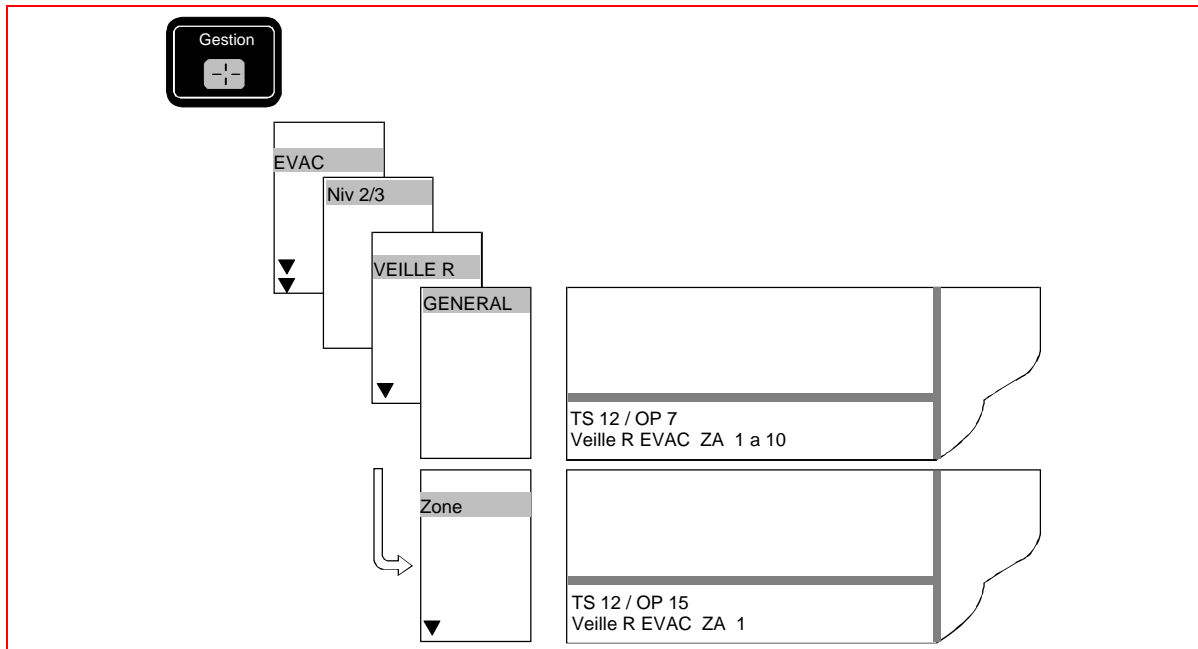 Gestion
EVAC
Niv 2/3
VEILLE R
GENERAL
TS 12 / OP 7
Veille R EVAC ZA 1 a 10
Zone
TS 12 / OP 15
Veille R EVAC ZA 1